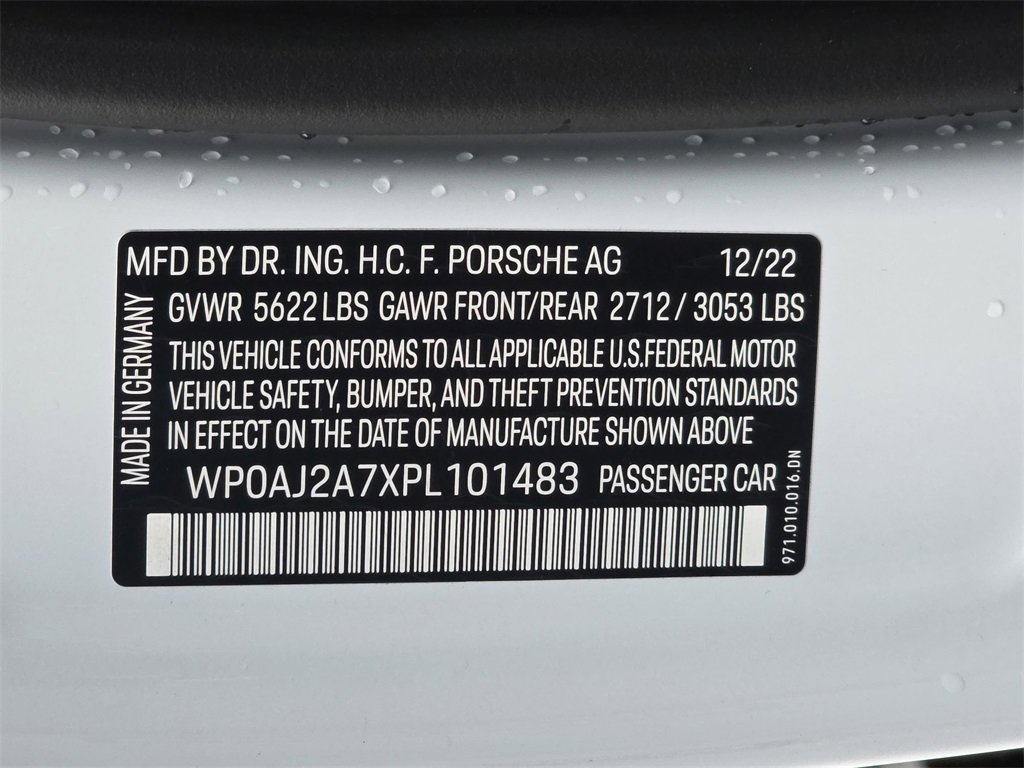 MFD BY DR. ING. H.C. F. PORSCHE AG 12/22
GVWR 5622 LBS GAWR FRONT/REAR 2712 / 3053 LBS
THIS VEHICLE CONFORMS TO ALL APPLICABLE U.S.FEDERAL MOTOR
VEHICLE SAFETY, BUMPER, AND THEFT PREVENTION STANDARDS
IN EFFECT ON THE DATE OF MANUFACTURE SHOWN ABOVE
WP0AJ2A7XPL101483 PASSENGER CAR
MADE IN GERMANY
971.010.016.DN